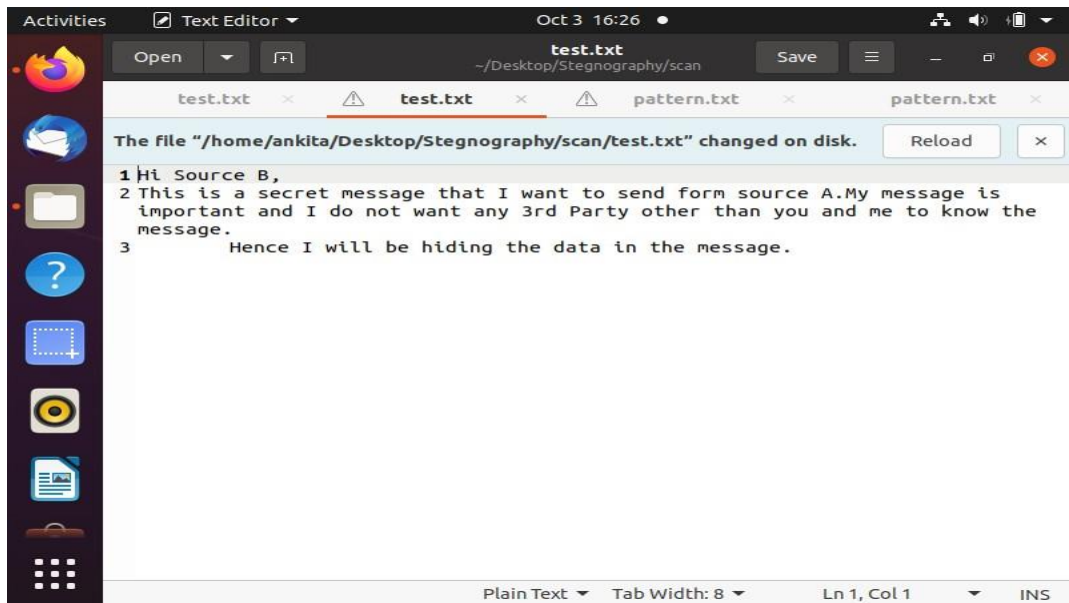 Activities Text Editor Oct 3 16:26
Open test.txt Save
~/Desktop/Stegnography/scan
test.txt test.txt pattern.txt pattern.txt
The file “/home/ankita/Desktop/Stegnography/scan/test.txt” changed on disk. Reload
1 Hi Source B,
2 This is a secret message that I want to send form source A.My message is
important and I do not want any 3rd Party other than you and me to know the
message.
3 Hence I will be hiding the data in the message.
Plain Text Tab Width: 8 Ln 1, Col 1 INS